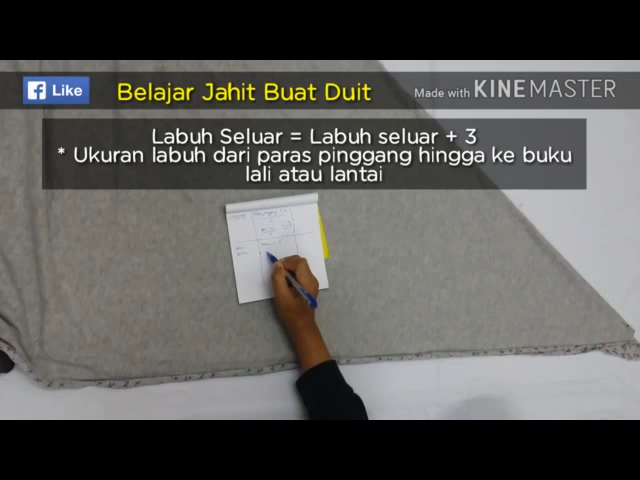 Like
Belajar Jahit Buat Duit
Made with KINEMASTER
Labuh Seluar = Labuh seluar + 3
* Ukuran labuh dari paras pinggang hingga ke buku
lali atau lantai